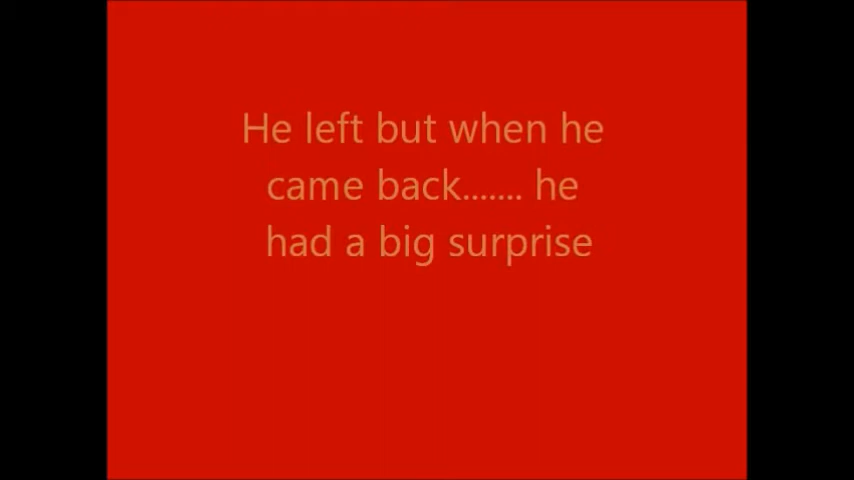 He left but when he
came back....... he
had a big surprise